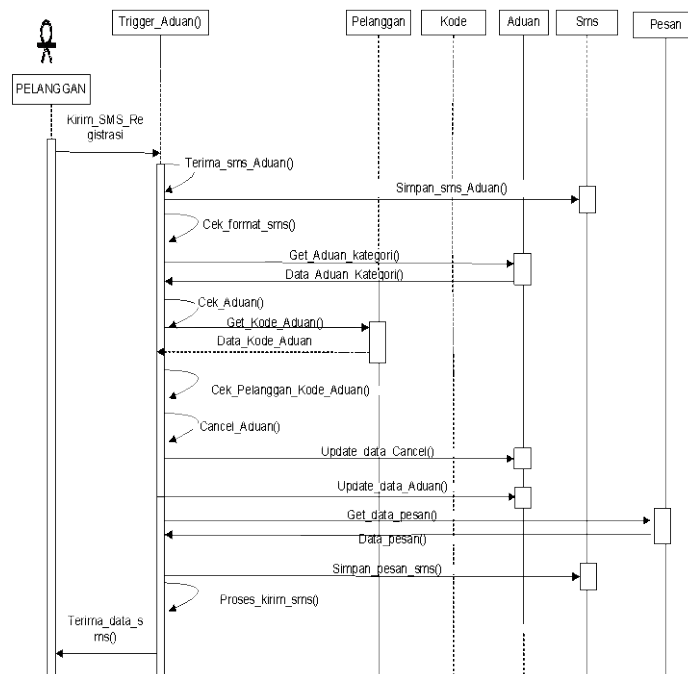 Trigger_Aduan()
Pelanggan
Kode
Aduan
Sms
Pesan
PELANGGAN
Kirim_SMS_Re
gistrasi
Terima_sms_Aduan()
Simpan_sms_Aduan()
Cek_format_sms()
Get_Aduan_kategori()
Data_Aduan_Kategori()
Cek_Aduan()
Get_Kode_Aduan()
Data_Kode_Aduan
Cek_Pelanggan_Kode_Aduan()
Cancel_Aduan()
Update_data_Cancel()
Update_data_Aduan()
Get_data_pesan()
Data_pesan()
Simpan_pesan_sms()
Proses_kirim_sms()
Terima_data_s
ms()